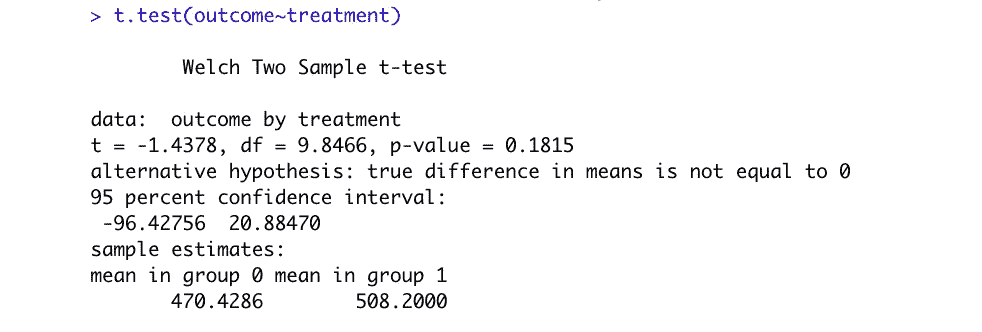 > t.test(outcome~treatment)
Welch Two Sample t-test
data:  outcome by treatment
t = -1.4378, df = 9.8466, p-value = 0.1815
alternative hypothesis: true difference in means is not equal to 0
95 percent confidence interval:
-96.42756  20.88470
sample estimates:
mean in group 0 mean in group 1
470.4286        508.2000